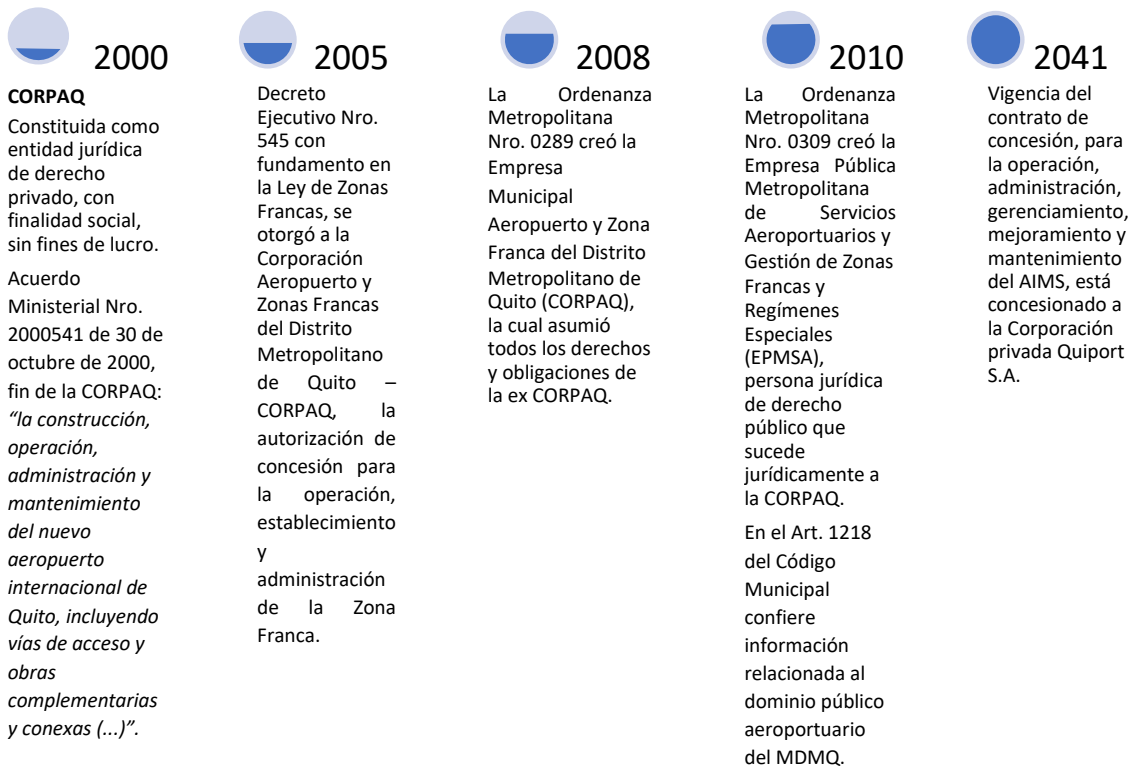 2000
CORPAQ
Constituida como
entidad jurídica
de derecho
privado, con
finalidad social,
sin fines de lucro.
Acuerdo
Ministerial Nro.
2000541 de 30 de
octubre de 2000,
fin de la CORPAQ:
“la construcción,
operación,
administración y
mantenimiento
del nuevo
aeropuerto
internacional de
Quito, incluyendo
vías de acceso y
obras
complementarias
y conexas (...)”.
2005
Decreto
Ejecutivo Nro.
545 con
fundamento en
la Ley de Zonas
Francas, se
otorgó a la
Corporación
Aeropuerto y
Zonas Francas
del Distrito
Metropolitano
de Quito –
CORPAQ, la
autorización de
concesión para
la operación,
establecimiento
y
administración
de la Zona
Franca.
2008
La Ordenanza
Metropolitana
Nro. 0289 creó la
Empresa
Municipal
Aeropuerto y Zona
Franca del Distrito
Metropolitano de
Quito (CORPAQ),
la cual asumió
todos los derechos
y obligaciones de
la ex CORPAQ.
2010
La Ordenanza
Metropolitana
Nro. 0309 creó la
Empresa Pública
Metropolitana
de Servicios
Aeroportuarios y
Gestión de Zonas
Francas y
Regímenes
Especiales
(EPMSA),
persona jurídica
de derecho
público que
sucede
jurídicamente a
la CORPAQ.
En el Art. 1218
del Código
Municipal
confiere
información
relacionada al
dominio público
aeroportuario
del MDMQ.
2041
Vigencia del
contrato de
concesión, para
la operación,
administración,
gerenciamiento,
mejoramiento y
mantenimiento
del AIMS, está
concesionado a
la Corporación
privada Quiport
S.A.